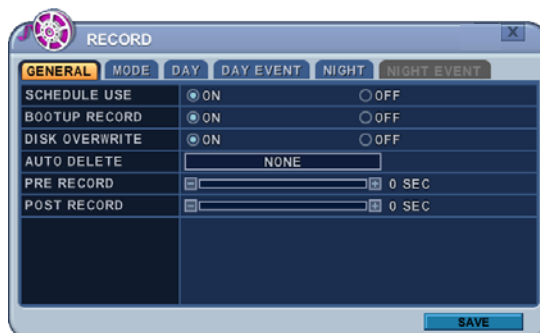 RECORD X
GENERAL MODE DAY DAY EVENT NIGHT NIGHT EVENT
SCHEDULE USE ON OFF
BOOTUP RECORD ON OFF
DISK OVERWRITE ON OFF
AUTO DELETE NONE
PRE RECORD 0 SEC
POST RECORD 0 SEC
SAVE